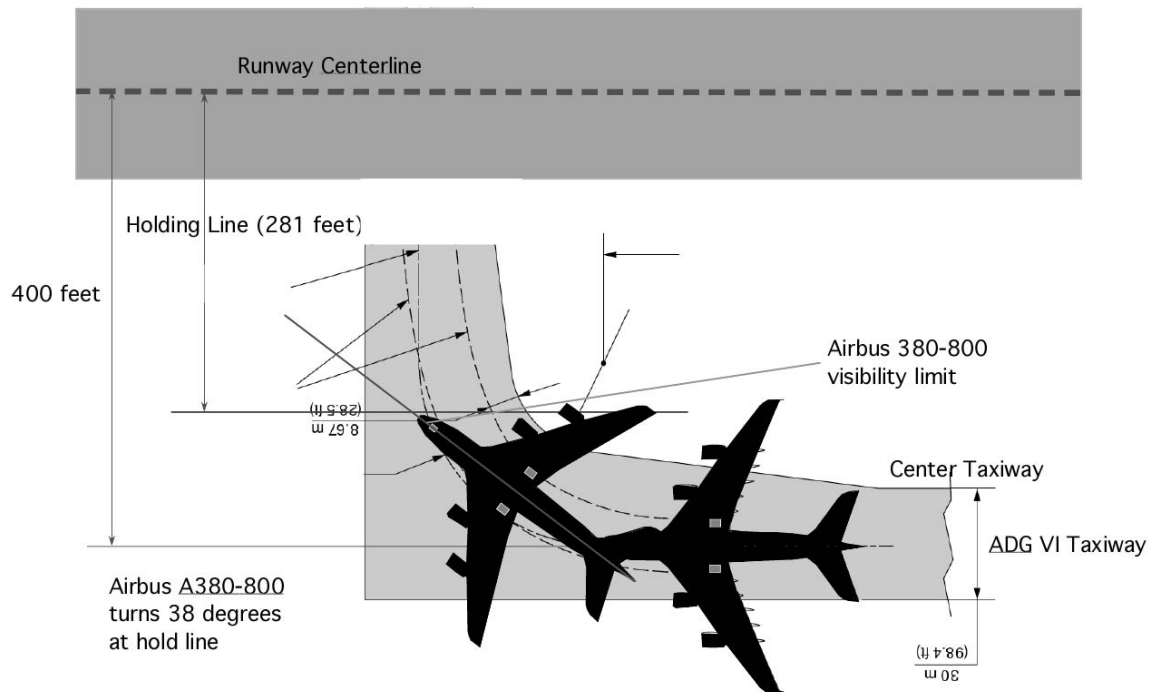 Runway Centerline
Holding Line (281 feet)
400 feet
Airbus 380-800
visibility limit
8.67 m
(28.5 ft)
Center Taxiway
ADG VI Taxiway
Airbus A380-800
turns 38 degrees
at hold line
30 m
(98.4 ft)